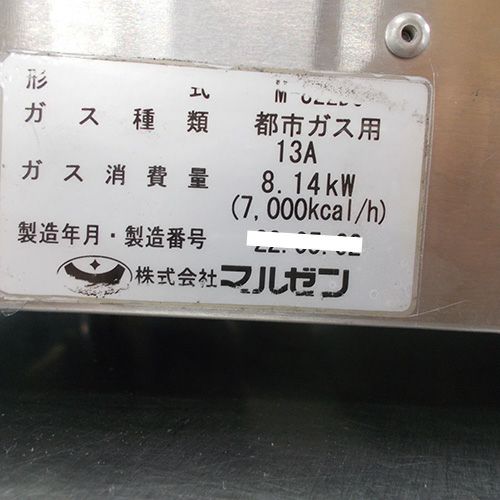 形 式
ガス種類 都市ガス用
13A
ガス消費量 8.14kW
(7,000kcal/h)
製造年月・製造番号
株式会社マルゼン